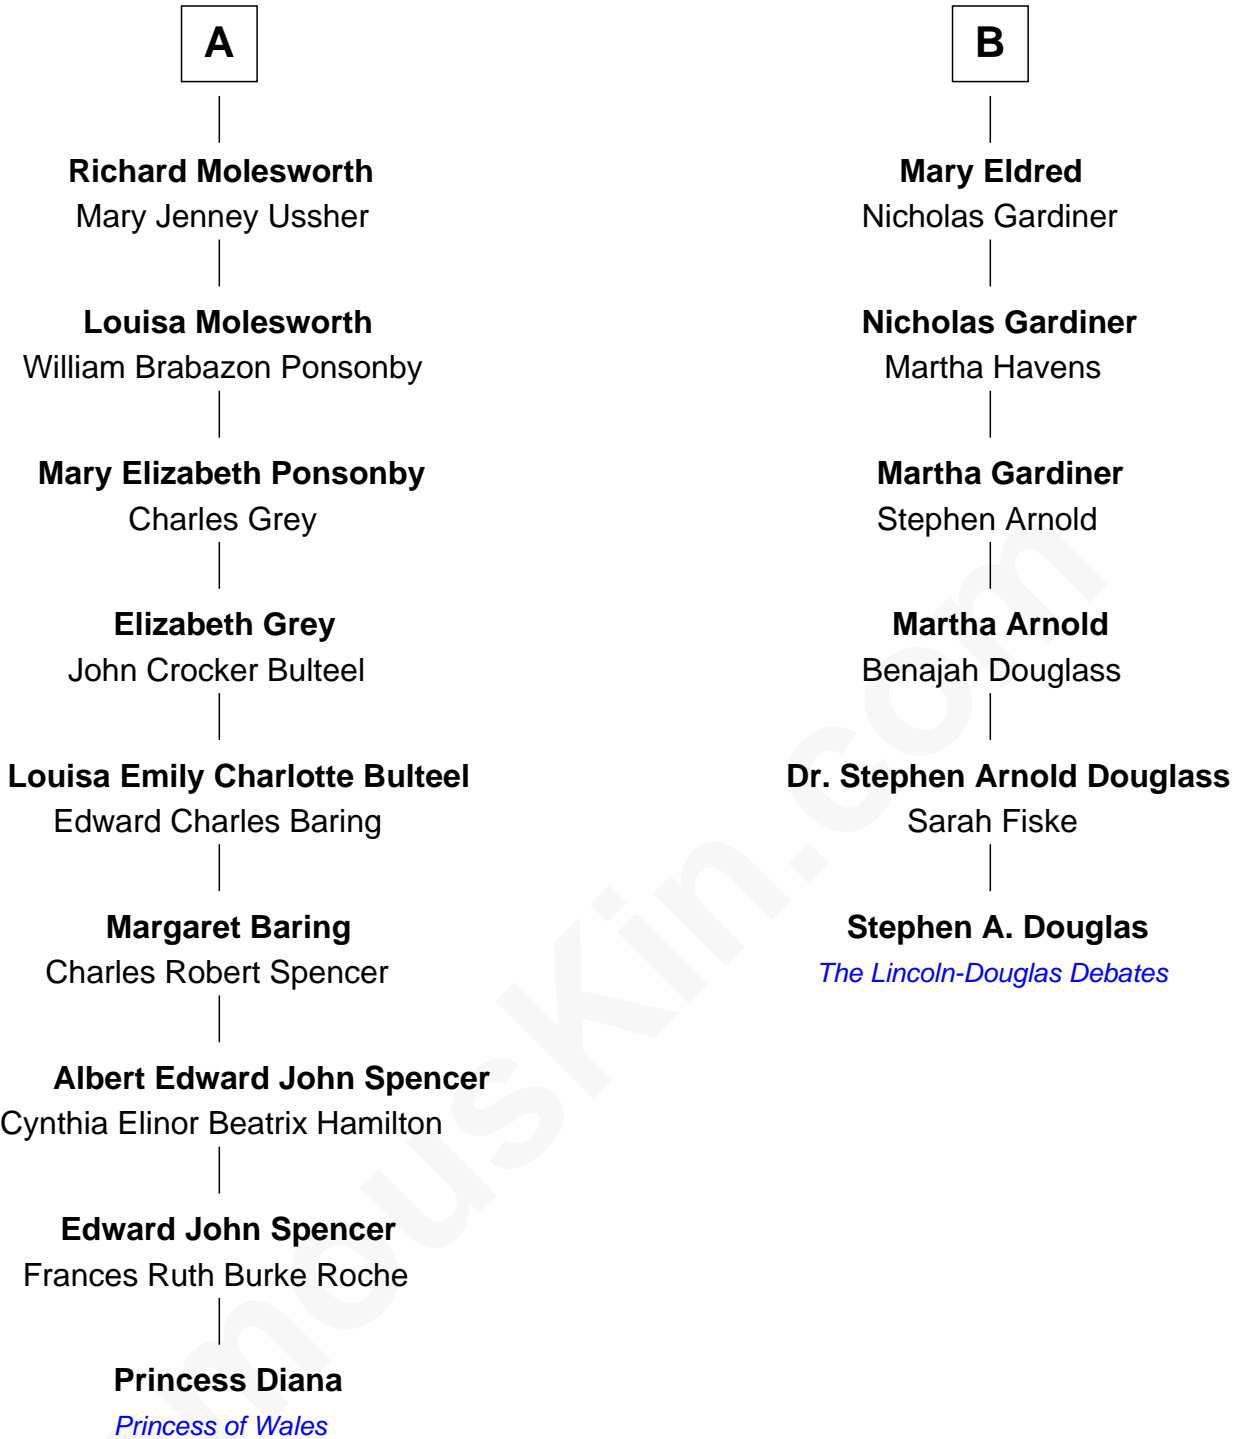 A
Richard Molesworth
Mary Jenney Ussher
Louisa Molesworth
William Brabazon Ponsonby
Mary Elizabeth Ponsonby
Charles Grey
Elizabeth Grey
John Crocker Bulteel
Louisa Emily Charlotte Bulteel
Edward Charles Baring
Margaret Baring
Charles Robert Spencer
Albert Edward John Spencer
Cynthia Elinor Beatrix Hamilton
Edward John Spencer
Frances Ruth Burke Roche
Princess Diana
Princess of Wales
B
Mary Eldred
Nicholas Gardiner
Nicholas Gardiner
Martha Havens
Martha Gardiner
Stephen Arnold
Martha Arnold
Benajah Douglass
Dr. Stephen Arnold Douglass
Sarah Fiske
Stephen A. Douglas
The Lincoln-Douglas Debates
mousKin.com